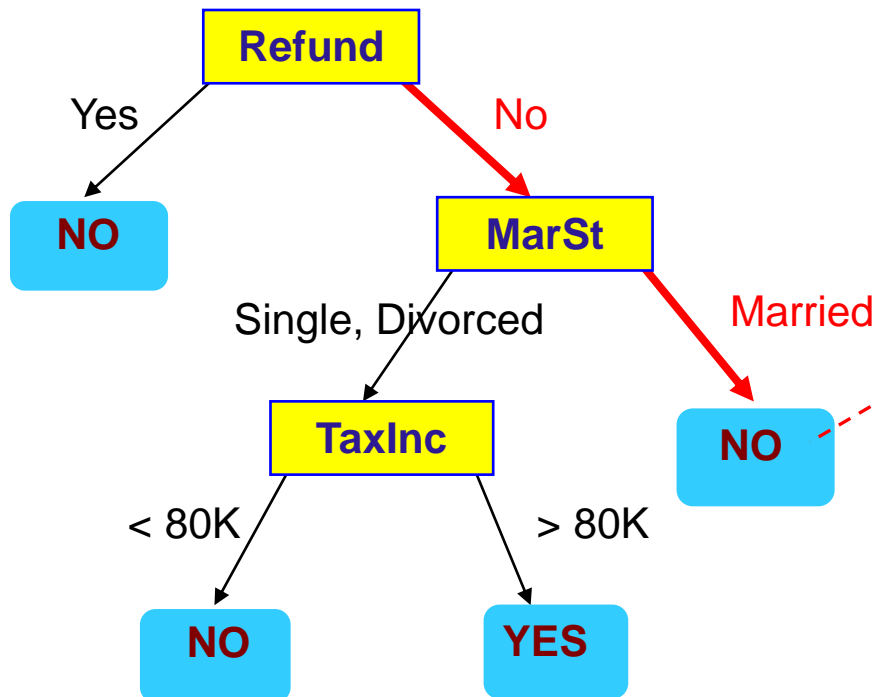 Refund
Yes
No
NO
MarSt
Single, Divorced
Married
TaxInc
NO
< 80K
> 80K
NO
YES